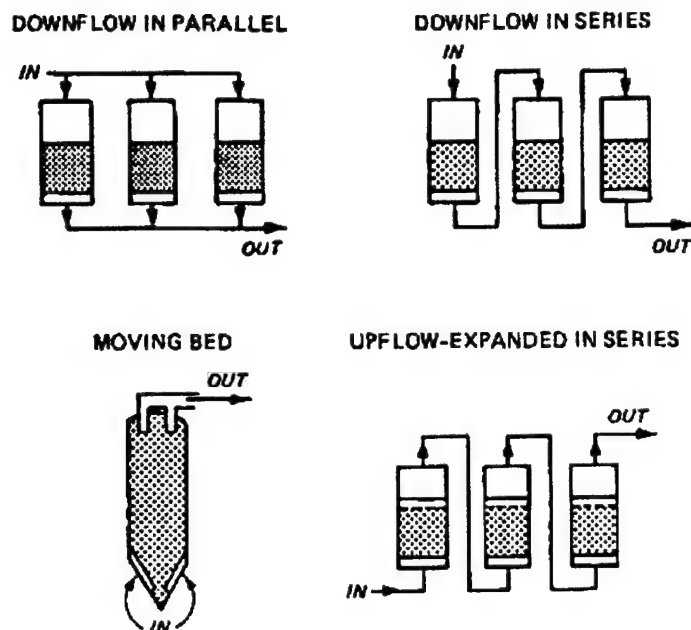 DOWNFLOW IN PARALLEL
IN
OUT
DOWNFLOW IN SERIES
IN
OUT
MOVING BED
OUT
IN
UPFLOW-EXPANDED IN SERIES
OUT
IN